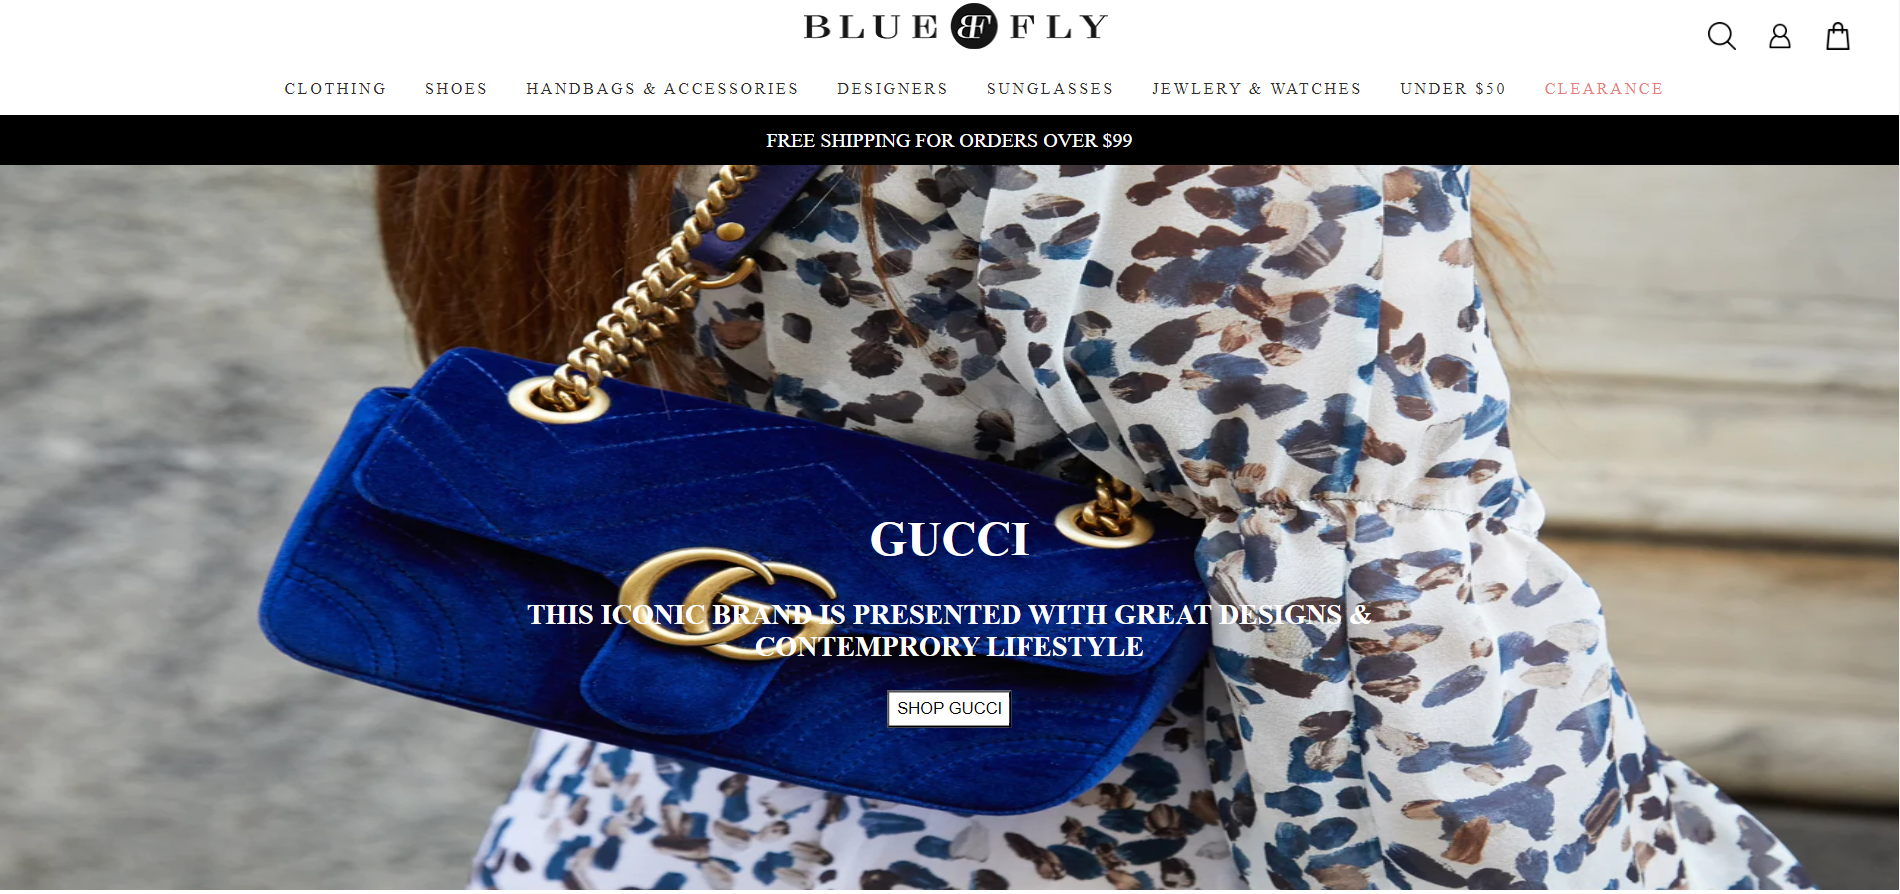 BLUE BF FLY
CLOTHING SHOES HANDBAGS & ACCESSORIES DESIGNERS SUNGLASSES JEWLERY & WATCHES UNDER $50 CLEARANCE
FREE SHIPPING FOR ORDERS OVER $99
GUCCI
THIS ICONIC BRAND IS PRESENTED WITH GREAT DESIGNS &
CONTEMPRORY LIFESTYLE
SHOP GUCCI